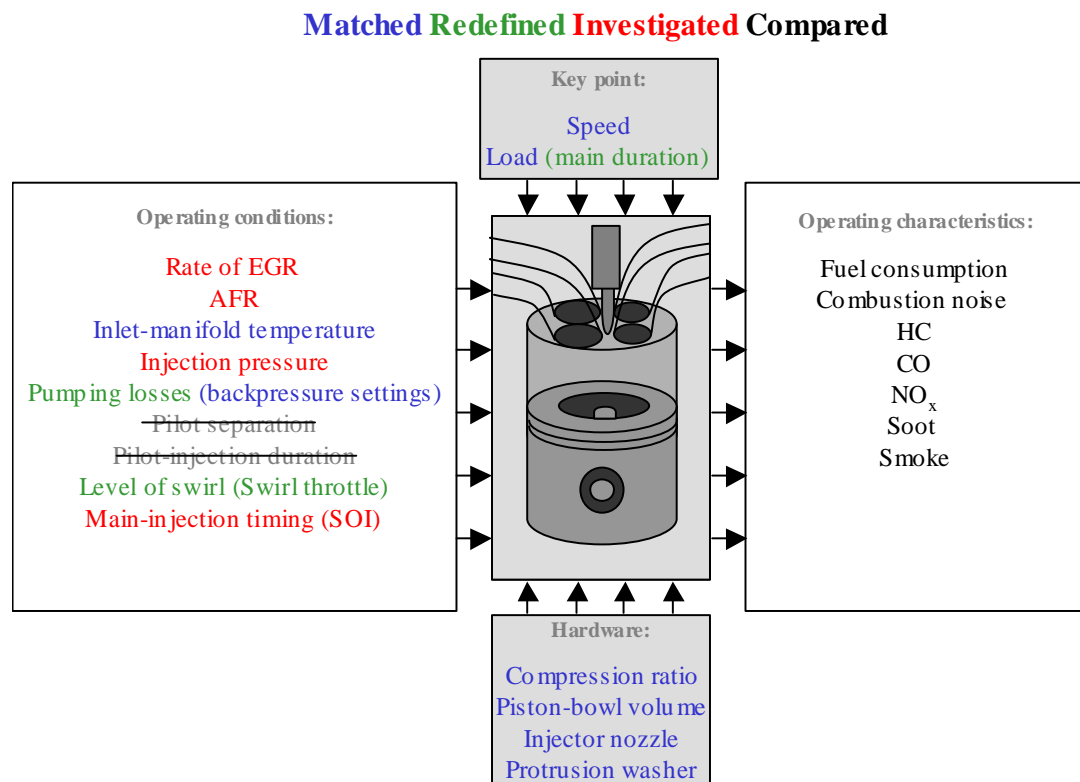 Matched Redefined Investigated Compared
Key point:
Speed
Load (main duration)
Operating conditions:
Rate of EGR
AFR
Inlet-manifold temperature
Injection pressure
Pumping losses (backpressure settings)
Pilot separation
Pilot-injection duration
Level of swirl (Swirl throttle)
Main-injection timing (SOI)
Operating characteristics:
Fuel consumption
Combustion noise
HC
CO
NOx
Soot
Smoke
Hardware:
Compression ratio
Piston-bowl volume
Injector nozzle
Protrusion washer